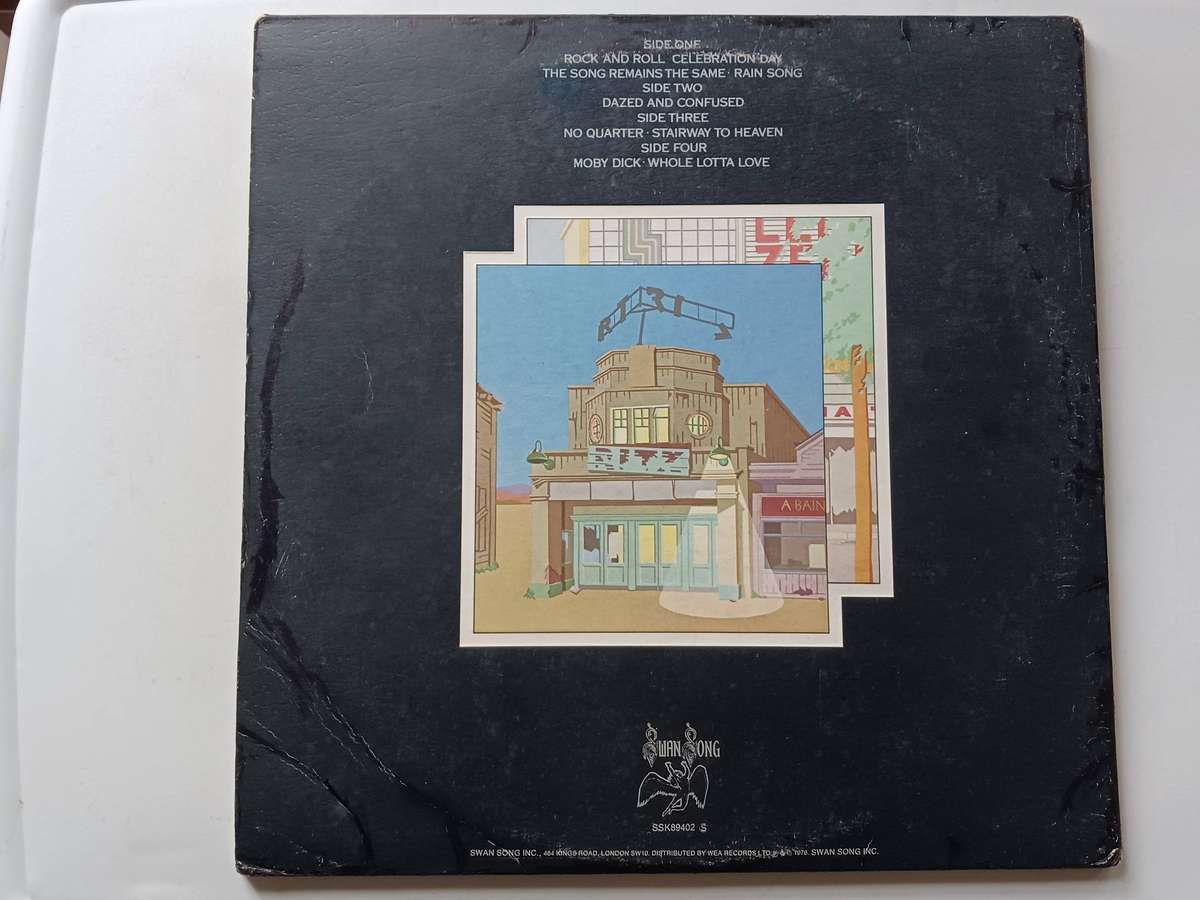 SIDE ONE
ROCK AND ROLL CELEBRATION DAY
THE SONG REMAINS THE SAME · RAIN SONG
SIDE TWO
DAZED AND CONFUSED
SIDE THREE
NO QUARTER · STAIRWAY TO HEAVEN
SIDE FOUR
MOBY DICK · WHOLE LOTTA LOVE
RITZ
A BAIN
SWAN SONG
SSK89402 S
SWAN SONG INC., 484 KINGS ROAD, LONDON SW10. DISTRIBUTED BY WEA RECORDS LTD. ℗ © 1976. SWAN SONG INC.